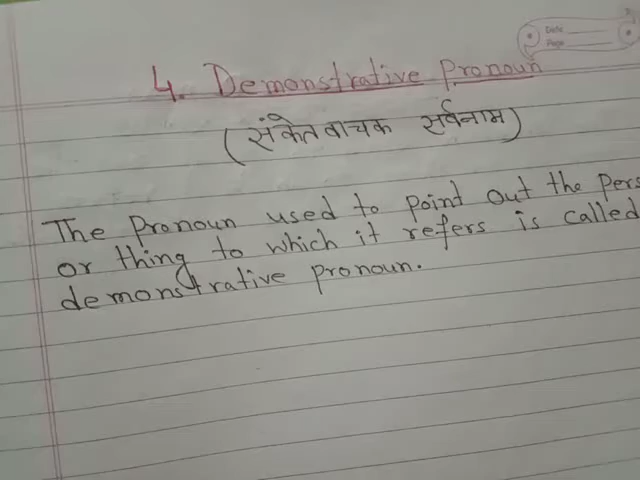 Date
Page
4. Demonstrative Pronoun
(संकेतवाचक सर्वनाम)
The Pronoun used to point out the pers
or thing to which it refers is called
demonstrative pronoun.